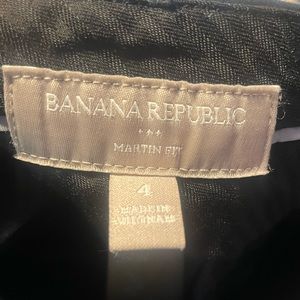 BANANA REPUBLIC
***
MARTIN FIT
4
MADE IN
VIETNAM